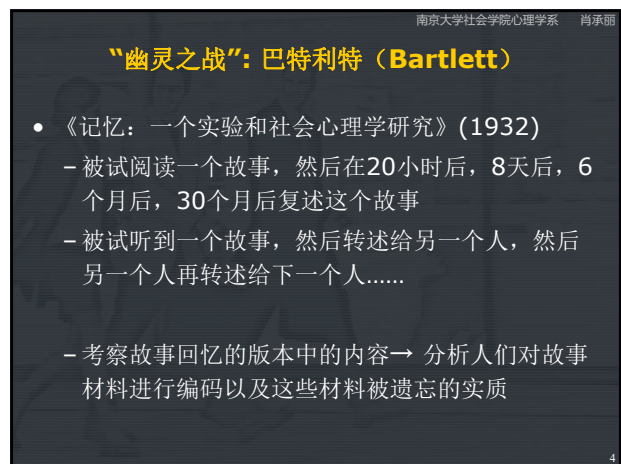 南京大学社会学院心理学系 肖承丽
“幽灵之战”: 巴特利特（Bartlett）
• 《记忆：一个实验和社会心理学研究》(1932)
– 被试阅读一个故事，然后在20小时后，8天后，6
个月后，30个月后复述这个故事
– 被试听到一个故事，然后转述给另一个人，然后
另一个人再转述给下一个人……
– 考察故事回忆的版本中的内容→ 分析人们对故事
材料进行编码以及这些材料被遗忘的实质
4